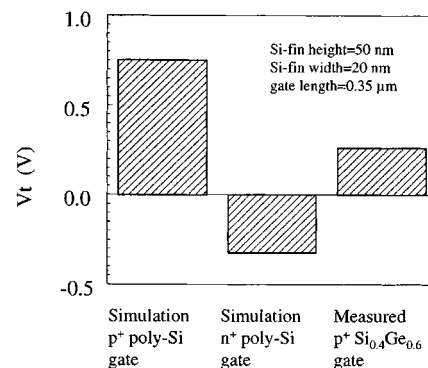 1.0
0.5
0.0
-0.5
Vt (V)
Si-fin height=50 nm
Si-fin width=20 nm
gate length=0.35 μm
Simulation
p⁺ poly-Si
gate
Simulation
n⁺ poly-Si
gate
Measured
p⁺ Si₀.₄Ge₀.₆
gate